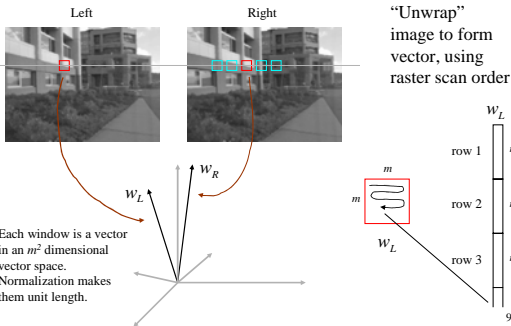 Left
Right
"Unwrap"
image to form
vector, using
raster scan order
w_L
w_R
w_L
row 1
m
m
row 2
w_L
row 3
Each window is a vector
in an m² dimensional
vector space.
Normalization makes
them unit length.
9